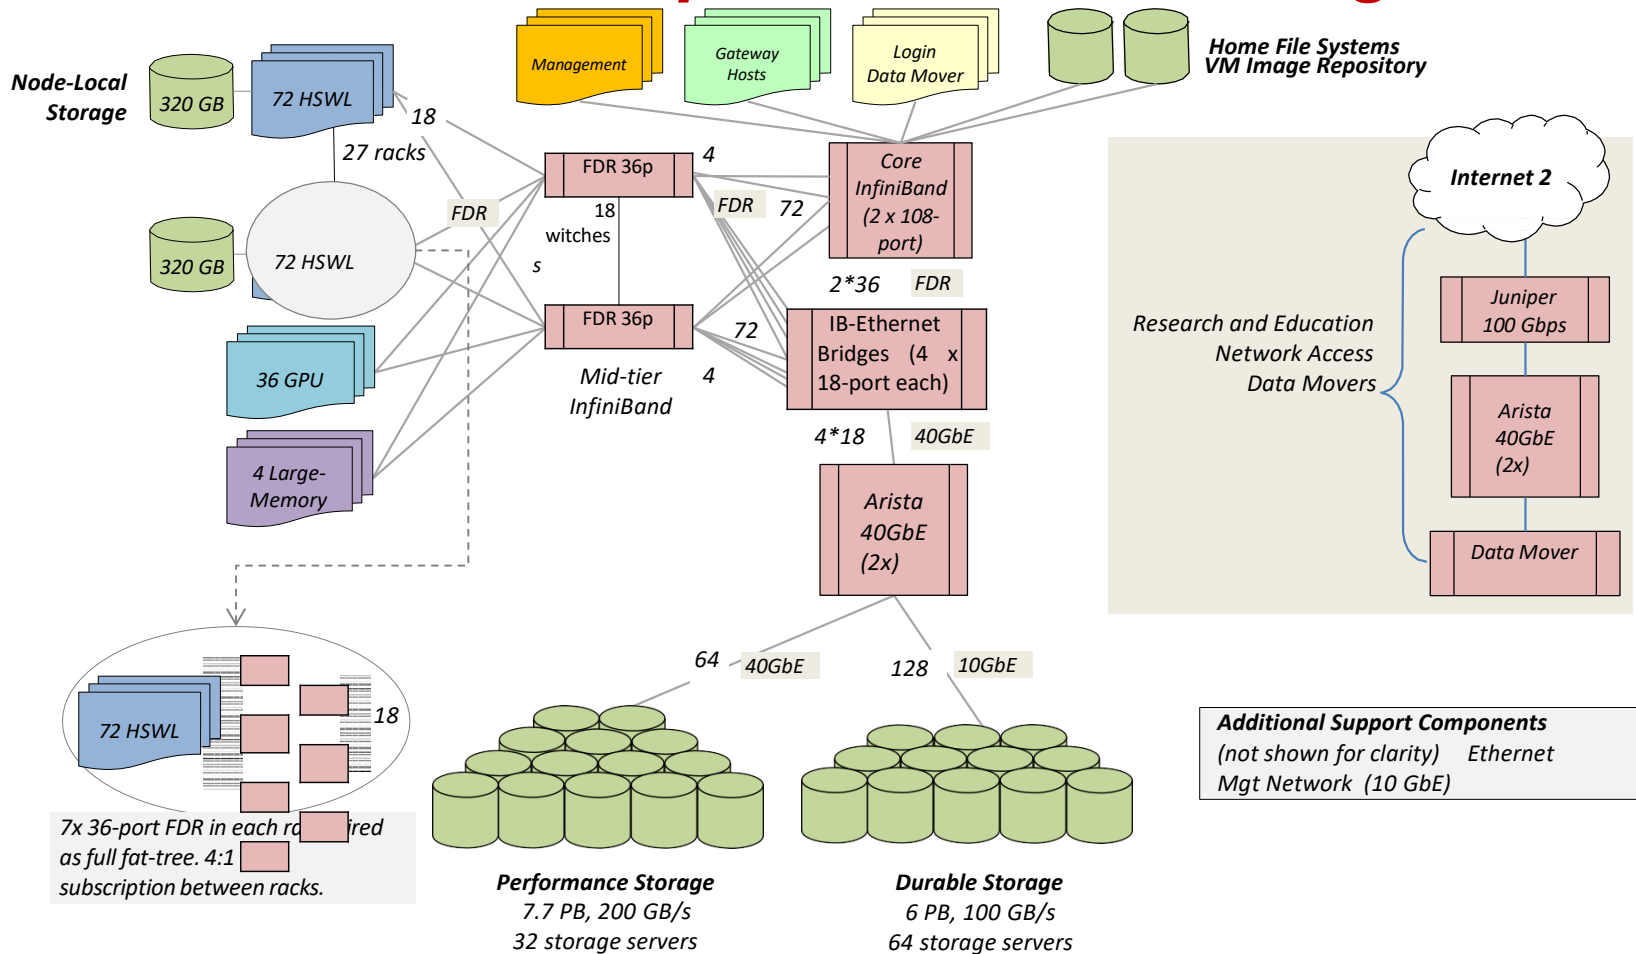 Management
Gateway
Hosts
Login
Data Mover
Home File Systems
VM Image Repository
Node-Local
Storage
320 GB
72 HSWL
18
27 racks
FDR 36p
4
Core
InfiniBand
(2 x 108-
port)
FDR
72
Internet 2
FDR
18
witches
s
320 GB
72 HSWL
2*36
FDR
FDR 36p
72
IB-Ethernet
Bridges (4 x
18-port each)
Mid-tier
InfiniBand
4
36 GPU
4 Large-
Memory
4*18
40GbE
Arista
40GbE
(2x)
Research and Education
Network Access
Data Movers
Juniper
100 Gbps
Arista
40GbE
(2x)
Data Mover
64
40GbE
128
10GbE
72 HSWL
18
7x 36-port FDR in each ra ired
as full fat-tree. 4:1
subscription between racks.
Performance Storage
7.7 PB, 200 GB/s
32 storage servers
Durable Storage
6 PB, 100 GB/s
64 storage servers
Additional Support Components
(not shown for clarity) Ethernet
Mgt Network (10 GbE)